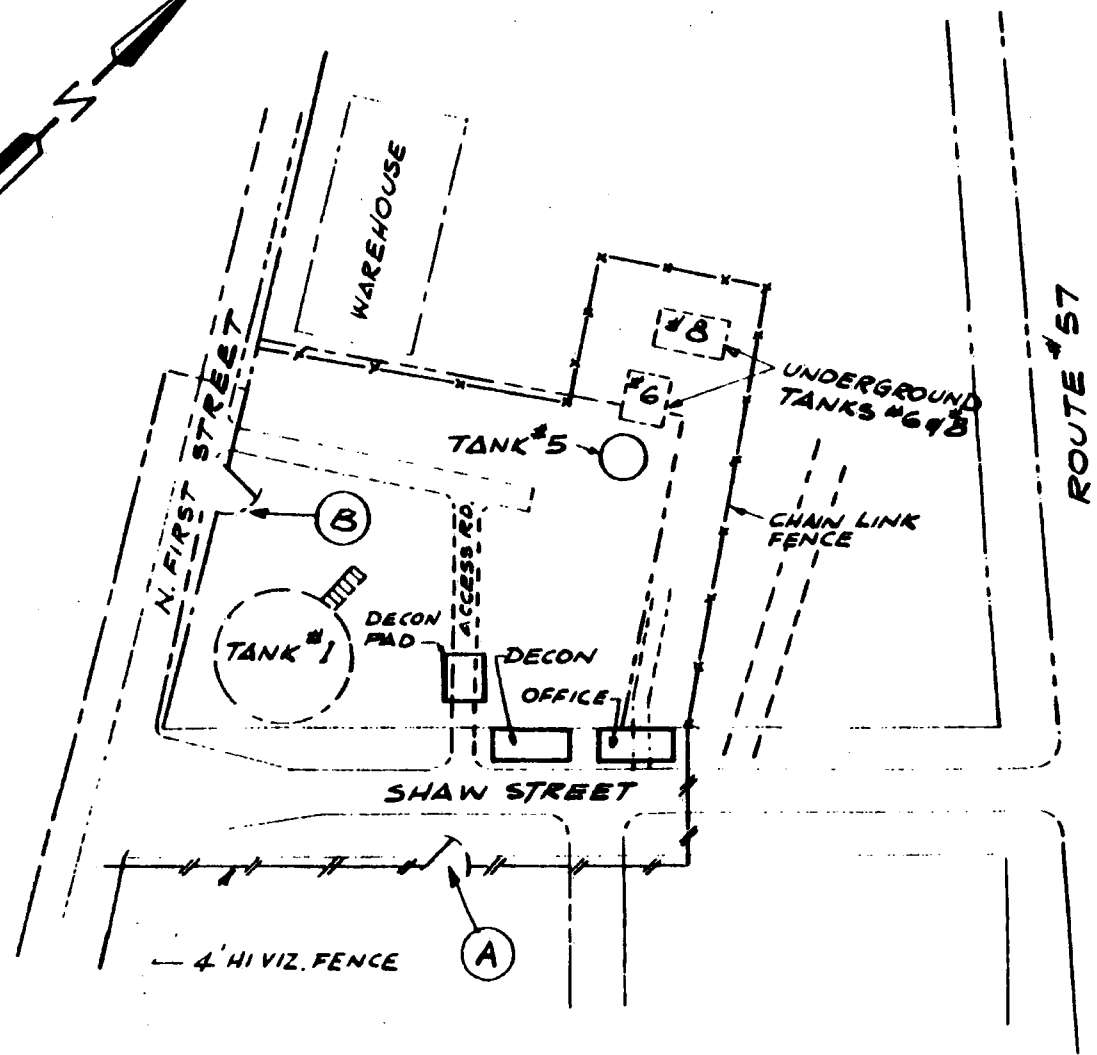 N
WAREHOUSE
#8
#6
UNDERGROUND
TANKS #6 & #8
ROUTE #57
TANK #5
N. FIRST STREET
B
ACCESS RD.
CHAIN LINK
FENCE
DECON
PAD
TANK #1
DECON
OFFICE
SHAW STREET
4' HI VIZ. FENCE
A